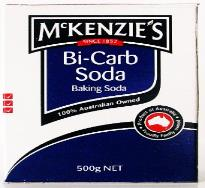 McKENZIE'S
SINCE 1852
Bi-Carb
Soda
Baking Soda
100% Australian Owned
500g NET